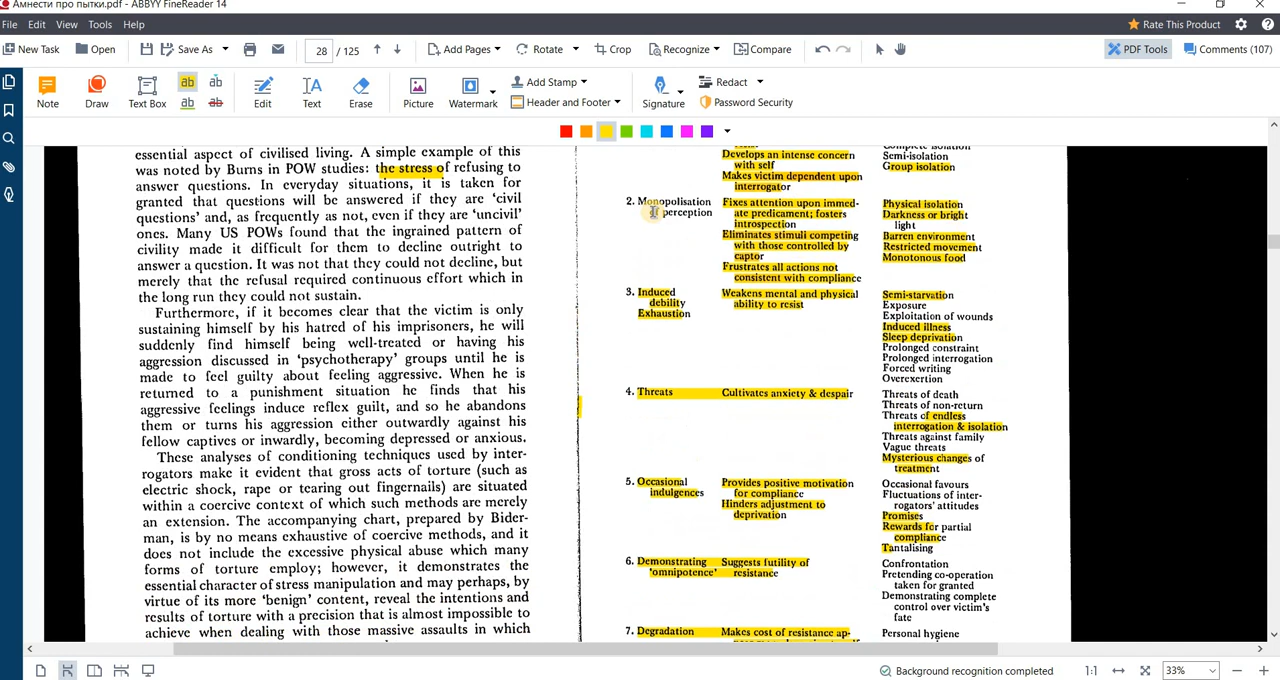 Амнести про пытки.pdf - ABBYY FineReader 14
File Edit View Tools Help
Rate This Product
New Task Open Save As 28 / 125 Add Pages Rotate Crop Recognize Compare PDF Tools Comments (107)
Note Draw Text Box Edit Text Erase Picture Watermark Add Stamp Header and Footer Signature Redact Password Security
essential aspect of civilised living. A simple example of this
was noted by Burns in POW studies: the stress of refusing to
answer questions. In everyday situations, it is taken for
granted that questions will be answered if they are 'civil
questions' and, as frequently as not, even if they are 'uncivil'
ones. Many US POWs found that the ingrained pattern of
civility made it difficult for them to decline outright to
answer a question. It was not that they could not decline, but
merely that the refusal required continuous effort which in
the long run they could not sustain.
Furthermore, if it becomes clear that the victim is only
sustaining himself by his hatred of his imprisoners, he will
suddenly find himself being well-treated or having his
aggression discussed in 'psychotherapy' groups until he is
made to feel guilty about feeling aggressive. When he is
returned to a punishment situation he finds that his
aggressive feelings induce reflex guilt, and so he abandons
them or turns his aggression either outwardly against his
fellow captives or inwardly, becoming depressed or anxious.
These analyses of conditioning techniques used by inter-
rogators make it evident that gross acts of torture (such as
electric shock, rape or tearing out fingernails) are situated
within a coercive context of which such methods are merely
an extension. The accompanying chart, prepared by Bider-
man, is by no means exhaustive of coercive methods, and it
does not include the excessive physical abuse which many
forms of torture employ; however, it demonstrates the
essential character of stress manipulation and may perhaps, by
virtue of its more 'benign' content, reveal the intentions and
results of torture with a precision that is almost impossible to
achieve when dealing with those massive assaults in which
Develops an intense concern
with self
Makes victim dependent upon
interrogator
Complete isolation
Semi-isolation
Group isolation
2. Monopolisation
perception
Fixes attention upon immed-
ate predicament; fosters
introspection
Eliminates stimuli competing
with those controlled by
captor
Frustrates all actions not
consistent with compliance
Physical isolation
Darkness or bright
light
Barren environment
Restricted movement
Monotonous food
3. Induced
debility
Exhaustion
Weakens mental and physical
ability to resist
Semi-starvation
Exposure
Exploitation of wounds
Induced illness
Sleep deprivation
Prolonged constraint
Prolonged interrogation
Forced writing
Overexertion
4. Threats
Cultivates anxiety & despair
Threats of death
Threats of non-return
Threats of endless
interrogation & isolation
Threats against family
Vague threats
Mysterious changes of
treatment
5. Occasional
indulgences
Provides positive motivation
for compliance
Hinders adjustment to
deprivation
Occasional favours
Fluctuations of inter-
rogators' attitudes
Promises
Rewards for partial
compliance
Tantalising
6. Demonstrating
'omnipotence'
Suggests futility of
resistance
Confrontation
Pretending co-operation
taken for granted
Demonstrating complete
control over victim's
fate
7. Degradation
Makes cost of resistance ap-
Personal hygiene
Background recognition completed 1:1 33%